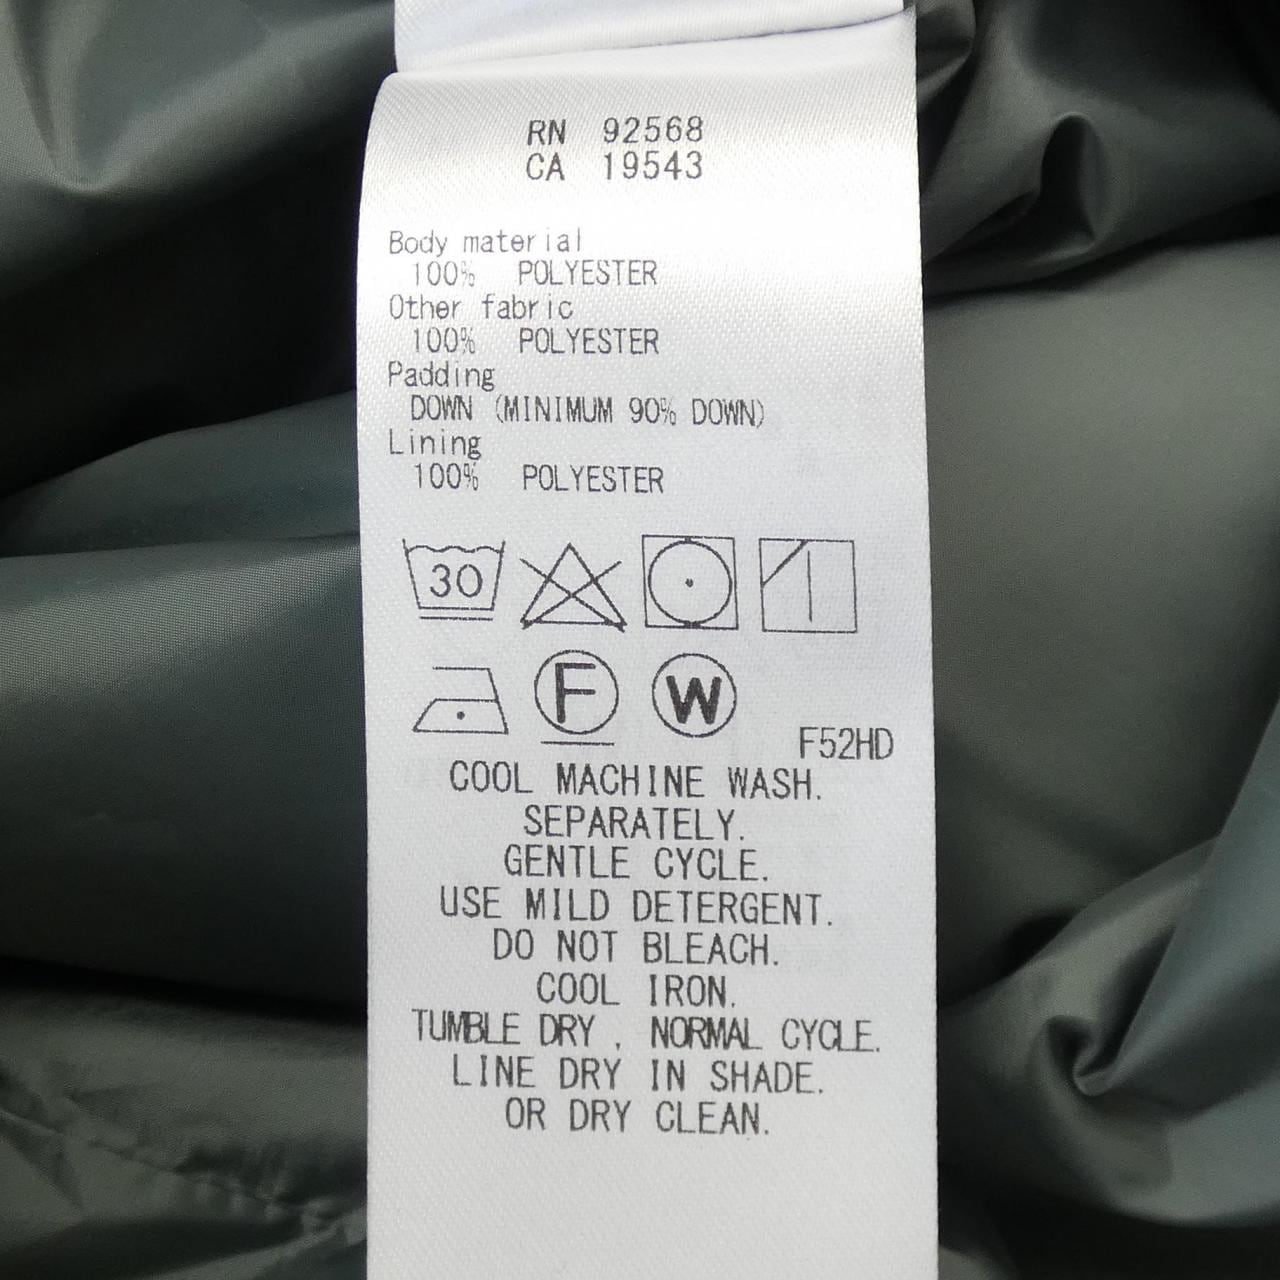 RN 92568
CA 19543
Body material
100% POLYESTER
Other fabric
100% POLYESTER
Padding
DOWN (MINIMUM 90% DOWN)
Lining
100% POLYESTER
30
F W
F52HD
COOL MACHINE WASH.
SEPARATELY.
GENTLE CYCLE.
USE MILD DETERGENT.
DO NOT BLEACH.
COOL IRON.
TUMBLE DRY , NORMAL CYCLE.
LINE DRY IN SHADE.
OR DRY CLEAN.